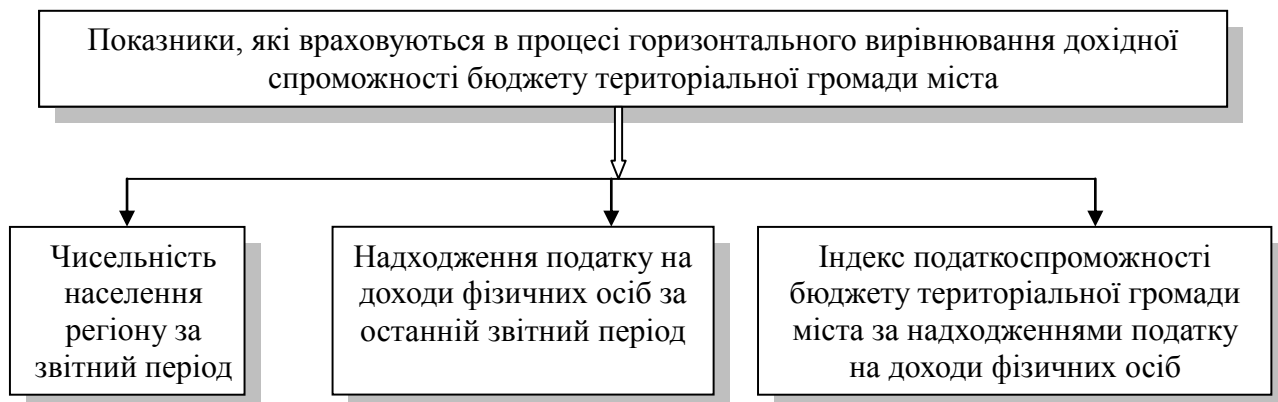 Показники, які враховуються в процесі горизонтального вирівнювання дохідної
спроможності бюджету територіальної громади міста
Чисельність
населення
регіону за
звітний період
Надходження податку на
доходи фізичних осіб за
останній звітний період
Індекс податкоспроможності
бюджету територіальної громади
міста за надходженнями податку
на доходи фізичних осіб